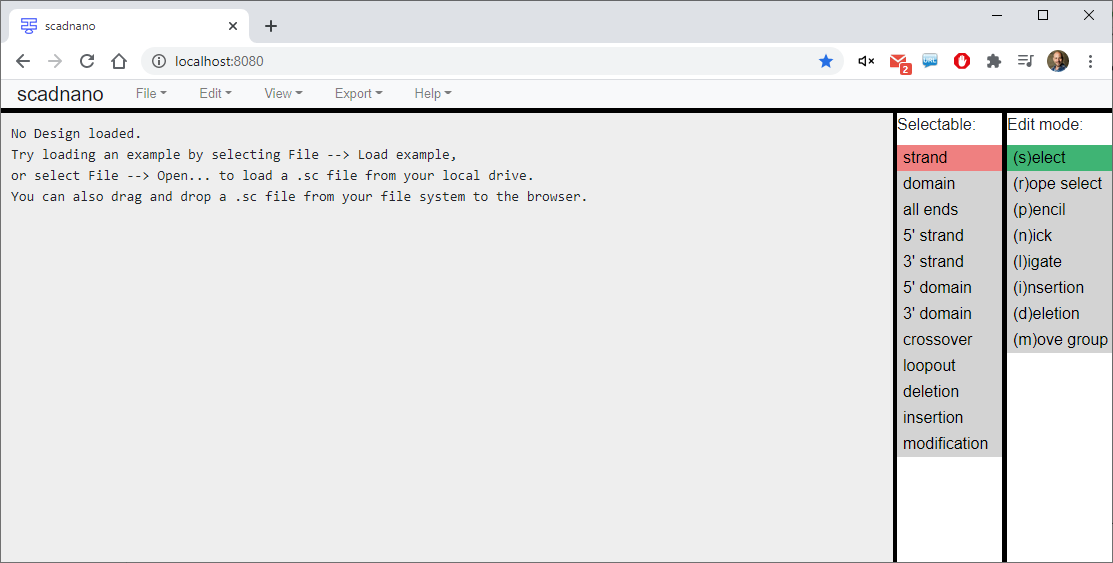 scadnano
localhost:8080
2
scadnano File Edit View Export Help
No Design loaded.
Try loading an example by selecting File --> Load example,
or select File --> Open... to load a .sc file from your local drive.
You can also drag and drop a .sc file from your file system to the browser.
Selectable:
strand
domain
all ends
5' strand
3' strand
5' domain
3' domain
crossover
loopout
deletion
insertion
modification
Edit mode:
(s)elect
(r)ope select
(p)encil
(n)ick
(l)igate
(i)nsertion
(d)eletion
(m)ove group